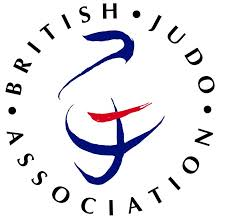 • BRITISH • JUDO • ASSOCIATION